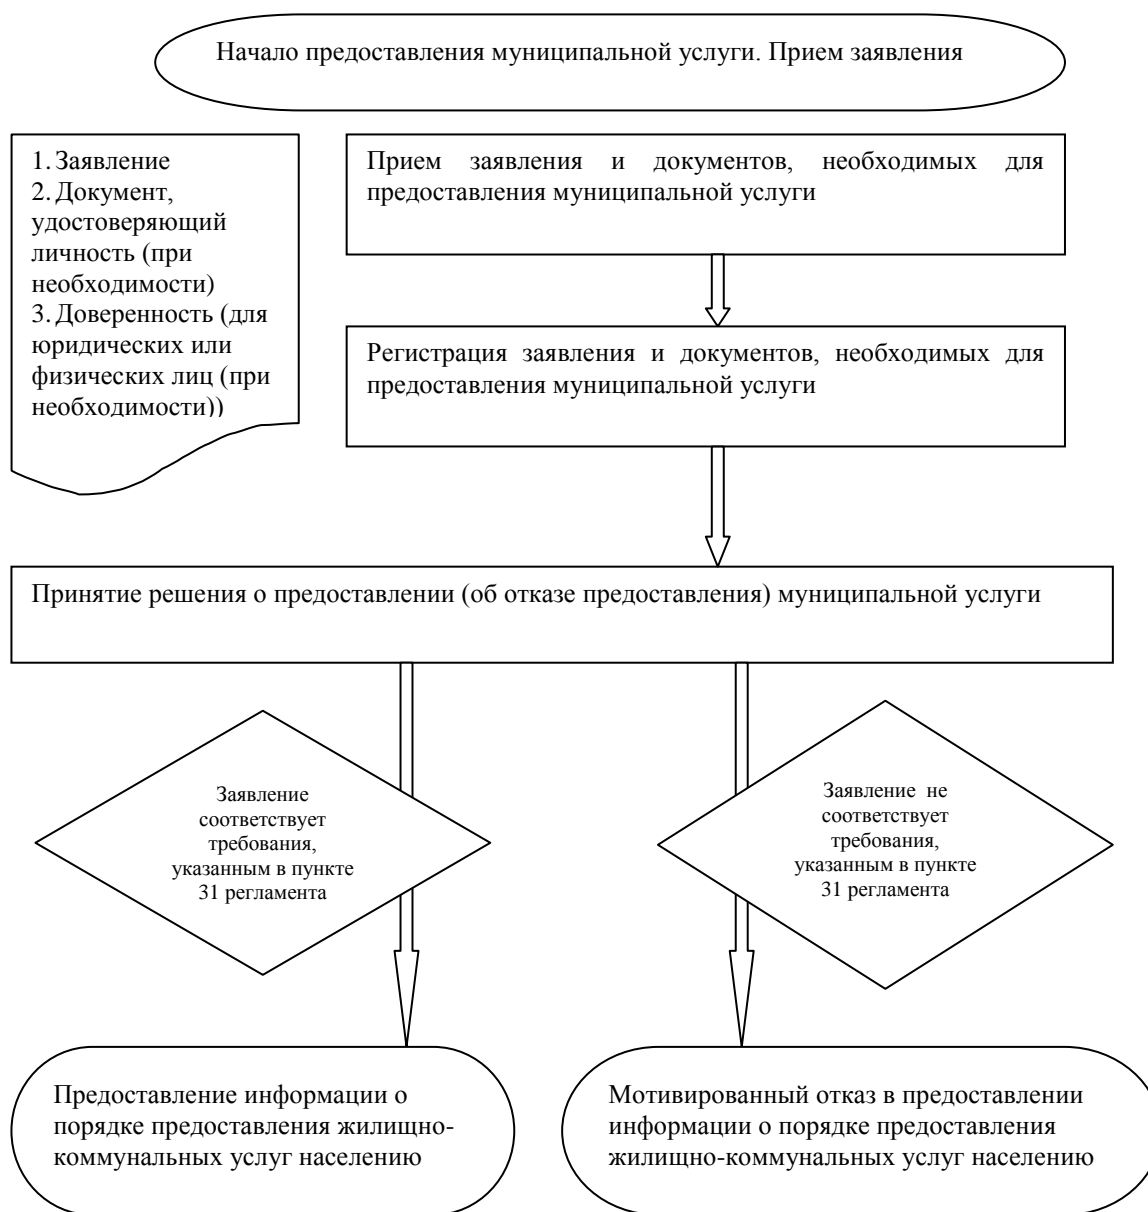 Начало предоставления муниципальной услуги. Прием заявления
1. Заявление
2. Документ,
удостоверяющий
личность (при
необходимости)
3. Доверенность (для
юридических или
физических лиц (при
необходимости))
Прием заявления и документов, необходимых для
предоставления муниципальной услуги
Регистрация заявления и документов, необходимых для
предоставления муниципальной услуги
Принятие решения о предоставлении (об отказе предоставления) муниципальной услуги
Заявление
соответствует
требования,
указанным в пункте
31 регламента
Заявление не
соответствует
требования,
указанным в пункте
31 регламента
Предоставление информации о
порядке предоставления жилищно-
коммунальных услуг населению
Мотивированный отказ в предоставлении
информации о порядке предоставления
жилищно-коммунальных услуг населению